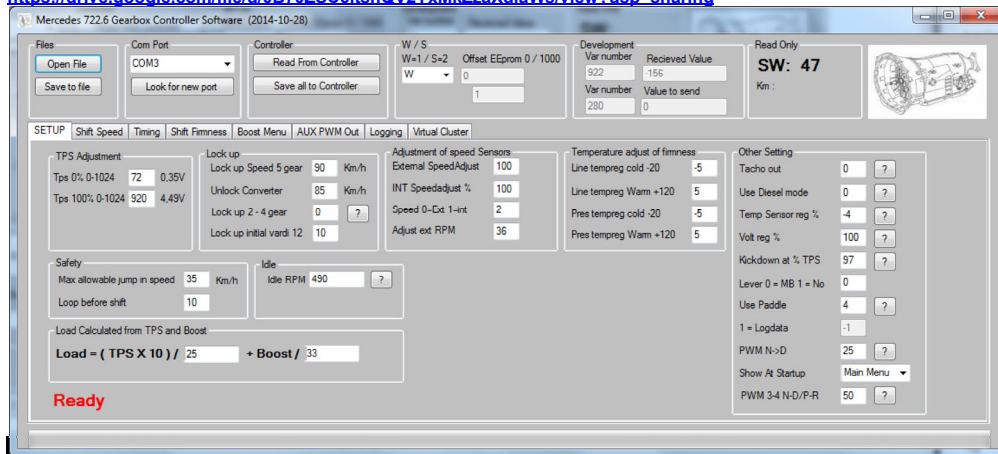 Mercedes 722.6 Gearbox Controller Software (2014-10-28)
Files
Open File
Save to file
Com Port
COM3
Look for new port
Controller
Read From Controller
Save all to Controller
W / S
W=1 / S=2 Offset EEprom 0 / 1000
W 0
1
Development
Var number Recieved Value
922 156
Var number Value to send
280 0
Read Only
SW: 47
Km :
SETUP Shift Speed Timing Shift Firmness Boost Menu AUX PWM Out Logging Virtual Cluster
TPS Adjustment
Tps 0% 0-1024 72 0,35V
Tps 100% 0-1024 920 4,49V
Lock up
Lock up Speed 5 gear 90 Km/h
Unlock Converter 85 Km/h
Lock up 2 - 4 gear 0 ?
Lock up initial vardi 12 10
Adjustment of speed Sensors
External SpeedAdjust 100
INT Speedadjust % 100
Speed 0-Ext 1-int 2
Adjust ext RPM 36
Temperature adjust of firmness
Line tempreg cold -20 -5
Line tempreg Warm +120 5
Pres tempreg cold -20 -5
Pres tempreg Warm +120 5
Other Setting
Tacho out 0 ?
Use Diesel mode 0 ?
Temp Sensor reg % -4 ?
Volt reg % 100 ?
Kickdown at % TPS 97 ?
Lever 0 = MB 1 = No 0
Use Paddle 4 ?
1 = Logdata -1
PWM N->D 25 ?
Show At Startup Main Menu
PWM 3-4 N-D/P-R 50 ?
Safety
Max allowable jump in speed 35 Km/h
Loop before shift 10
Idle
Idle RPM 490 ?
Load Calculated from TPS and Boost
Load = ( TPS X 10 ) / 25 + Boost / 33
Ready